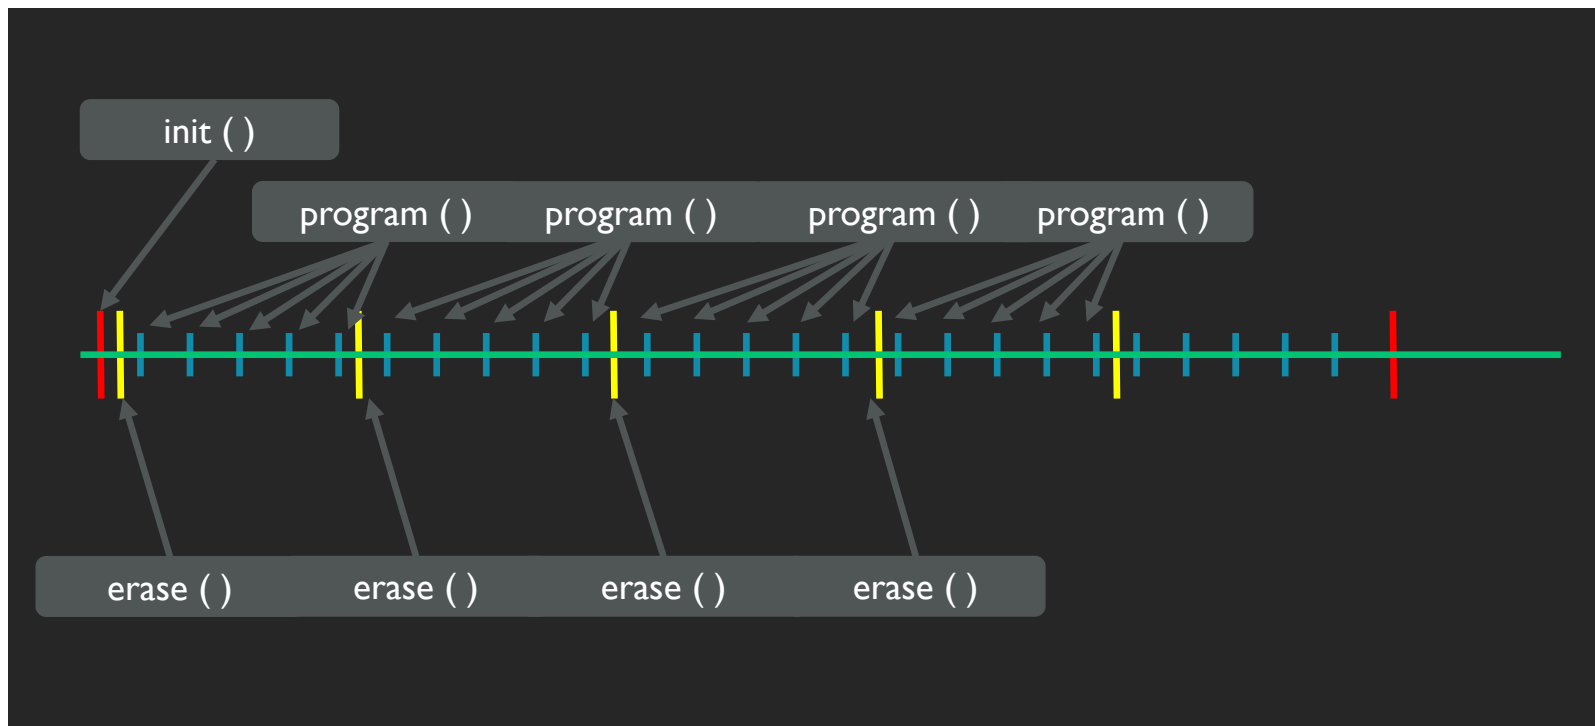 init ( )
program ( ) program ( ) program ( ) program ( )
erase ( ) erase ( ) erase ( ) erase ( )